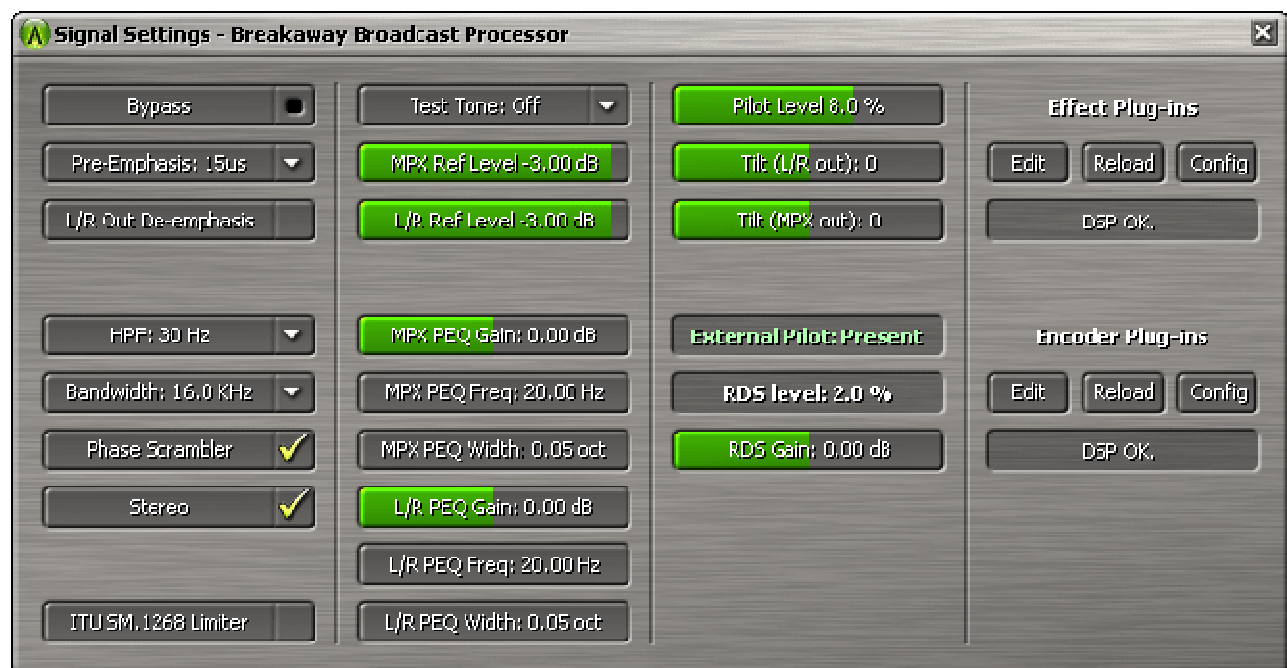 Signal Settings - Breakaway Broadcast Processor
Bypass
Pre-Emphasis: 15us
L/R Out De-emphasis
HPF: 30 Hz
Bandwidth: 16.0 KHz
Phase Scrambler
Stereo
ITU SM.1268 Limiter
Test Tone: Off
MPX Ref Level -3.00 dB
L/R Ref Level -3.00 dB
MPX PEQ Gain: 0.00 dB
MPX PEQ Freq: 20.00 Hz
MPX PEQ Width: 0.05 oct
L/R PEQ Gain: 0.00 dB
L/R PEQ Freq: 20.00 Hz
L/R PEQ Width: 0.05 oct
Pilot Level 8.0 %
Tilt (L/R out): 0
Tilt (MPX out): 0
External Pilot: Present
RDS level: 2.0 %
RDS Gain: 0.00 dB
Effect Plug-ins
Edit Reload Config
DSP OK.
Encoder Plug-ins
Edit Reload Config
DSP OK.